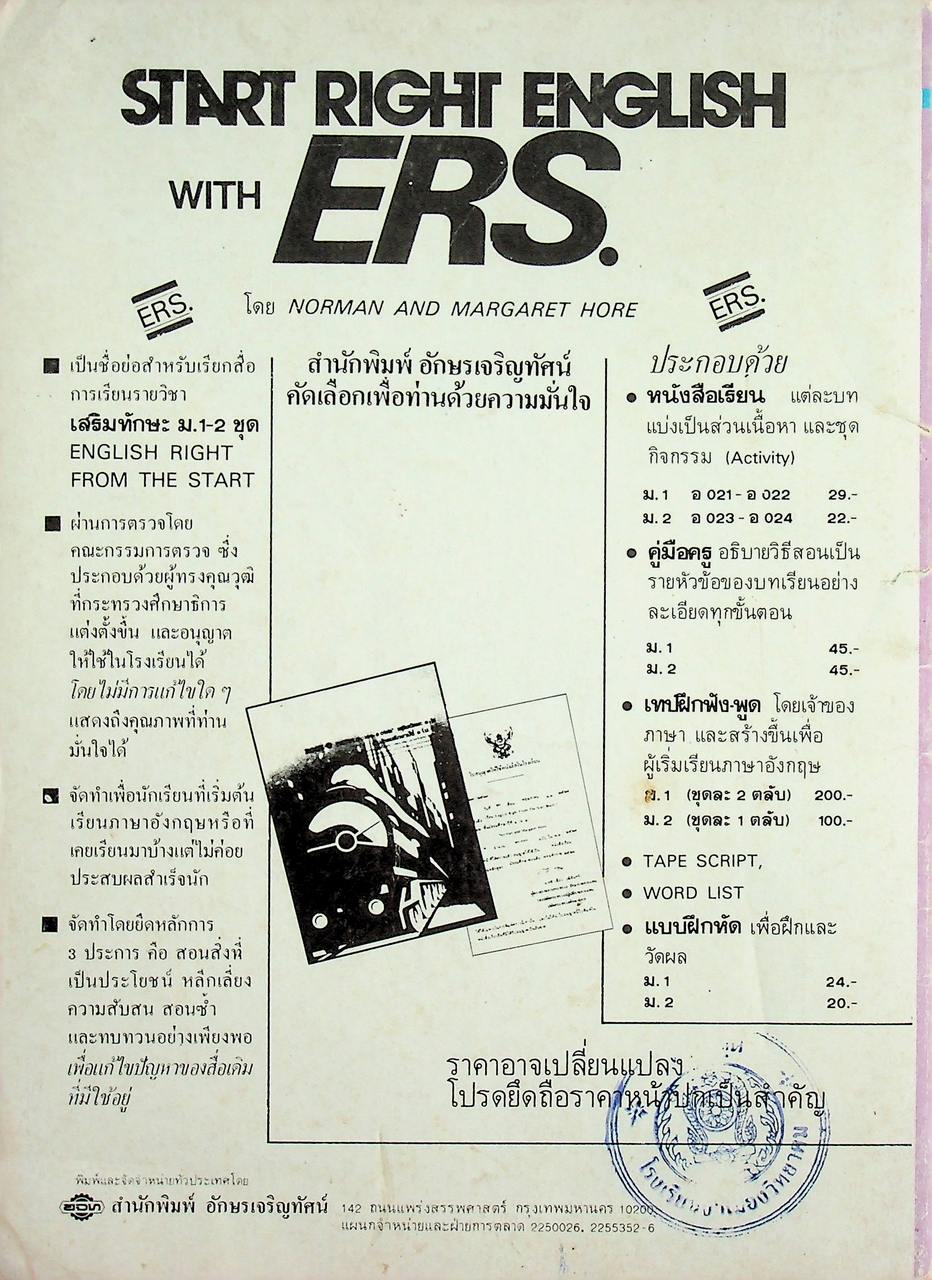 START RIGHT ENGLISH
WITH ERS.
ERS.
โดย NORMAN AND MARGARET HORE
ERS.
เป็นชื่อย่อสำหรับเรียกสื่อ
การเรียนรายวิชา
เสริมทักษะ ม.1-2 ชุด
ENGLISH RIGHT
FROM THE START
ผ่านการตรวจโดย
คณะกรรมการตรวจ ซึ่ง
ประกอบด้วยผู้ทรงคุณวุฒิ
ที่กระทรวงศึกษาธิการ
แต่งตั้งขึ้น และอนุญาต
ให้ใช้ในโรงเรียนได้
โดยไม่มีการแก้ไขใด ๆ
แสดงถึงคุณภาพที่ท่าน
มั่นใจได้
จัดทำเพื่อนักเรียนที่เริ่มต้น
เรียนภาษาอังกฤษหรือที่
เคยเรียนมาบ้างแต่ไม่ค่อย
ประสบผลสำเร็จนัก
จัดทำโดยยึดหลักการ
3 ประการ คือ สอนสิ่งที่
เป็นประโยชน์ หลีกเลี่ยง
ความสับสน สอนซ้ำ
และทบทวนอย่างเพียงพอ
เพื่อแก้ไขปัญหาของสื่อเดิม
ที่มีใช้อยู่
สำนักพิมพ์ อักษรเจริญทัศน์
คัดเลือกเพื่อท่านด้วยความมั่นใจ
ประกอบด้วย
หนังสือเรียน แต่ละบท
แบ่งเป็นส่วนเนื้อหา และชุด
กิจกรรม (Activity)
ม.1 อ 021 - อ 022 29.-
ม.2 อ 023 - อ 024 22.-
คู่มือครู อธิบายวิธีสอนเป็น
รายหัวข้อของบทเรียนอย่าง
ละเอียดทุกขั้นตอน
ม.1 45.-
ม.2 45.-
เทปฝึกฟัง-พูด โดยเจ้าของ
ภาษา และสร้างขึ้นเพื่อ
ผู้เริ่มเรียนภาษาอังกฤษ
ม.1 (ชุดละ 2 ตลับ) 200.-
ม.2 (ชุดละ 1 ตลับ) 100.-
TAPE SCRIPT,
WORD LIST
แบบฝึกหัด เพื่อฝึกและ
วัดผล
ม.1 24.-
ม.2 20.-
ราคาอาจเปลี่ยนแปลง
โปรดยึดถือราคาหน้าปกเป็นสำคัญ
พิมพ์และจัดจำหน่ายทั่วประเทศโดย
อจท สำนักพิมพ์ อักษรเจริญทัศน์
142 ถนนแพร่งสรรพศาสตร์ กรุงเทพมหานคร 10200
แผนกจำหน่ายและฝ่ายการตลาด 2250026, 2255352-6